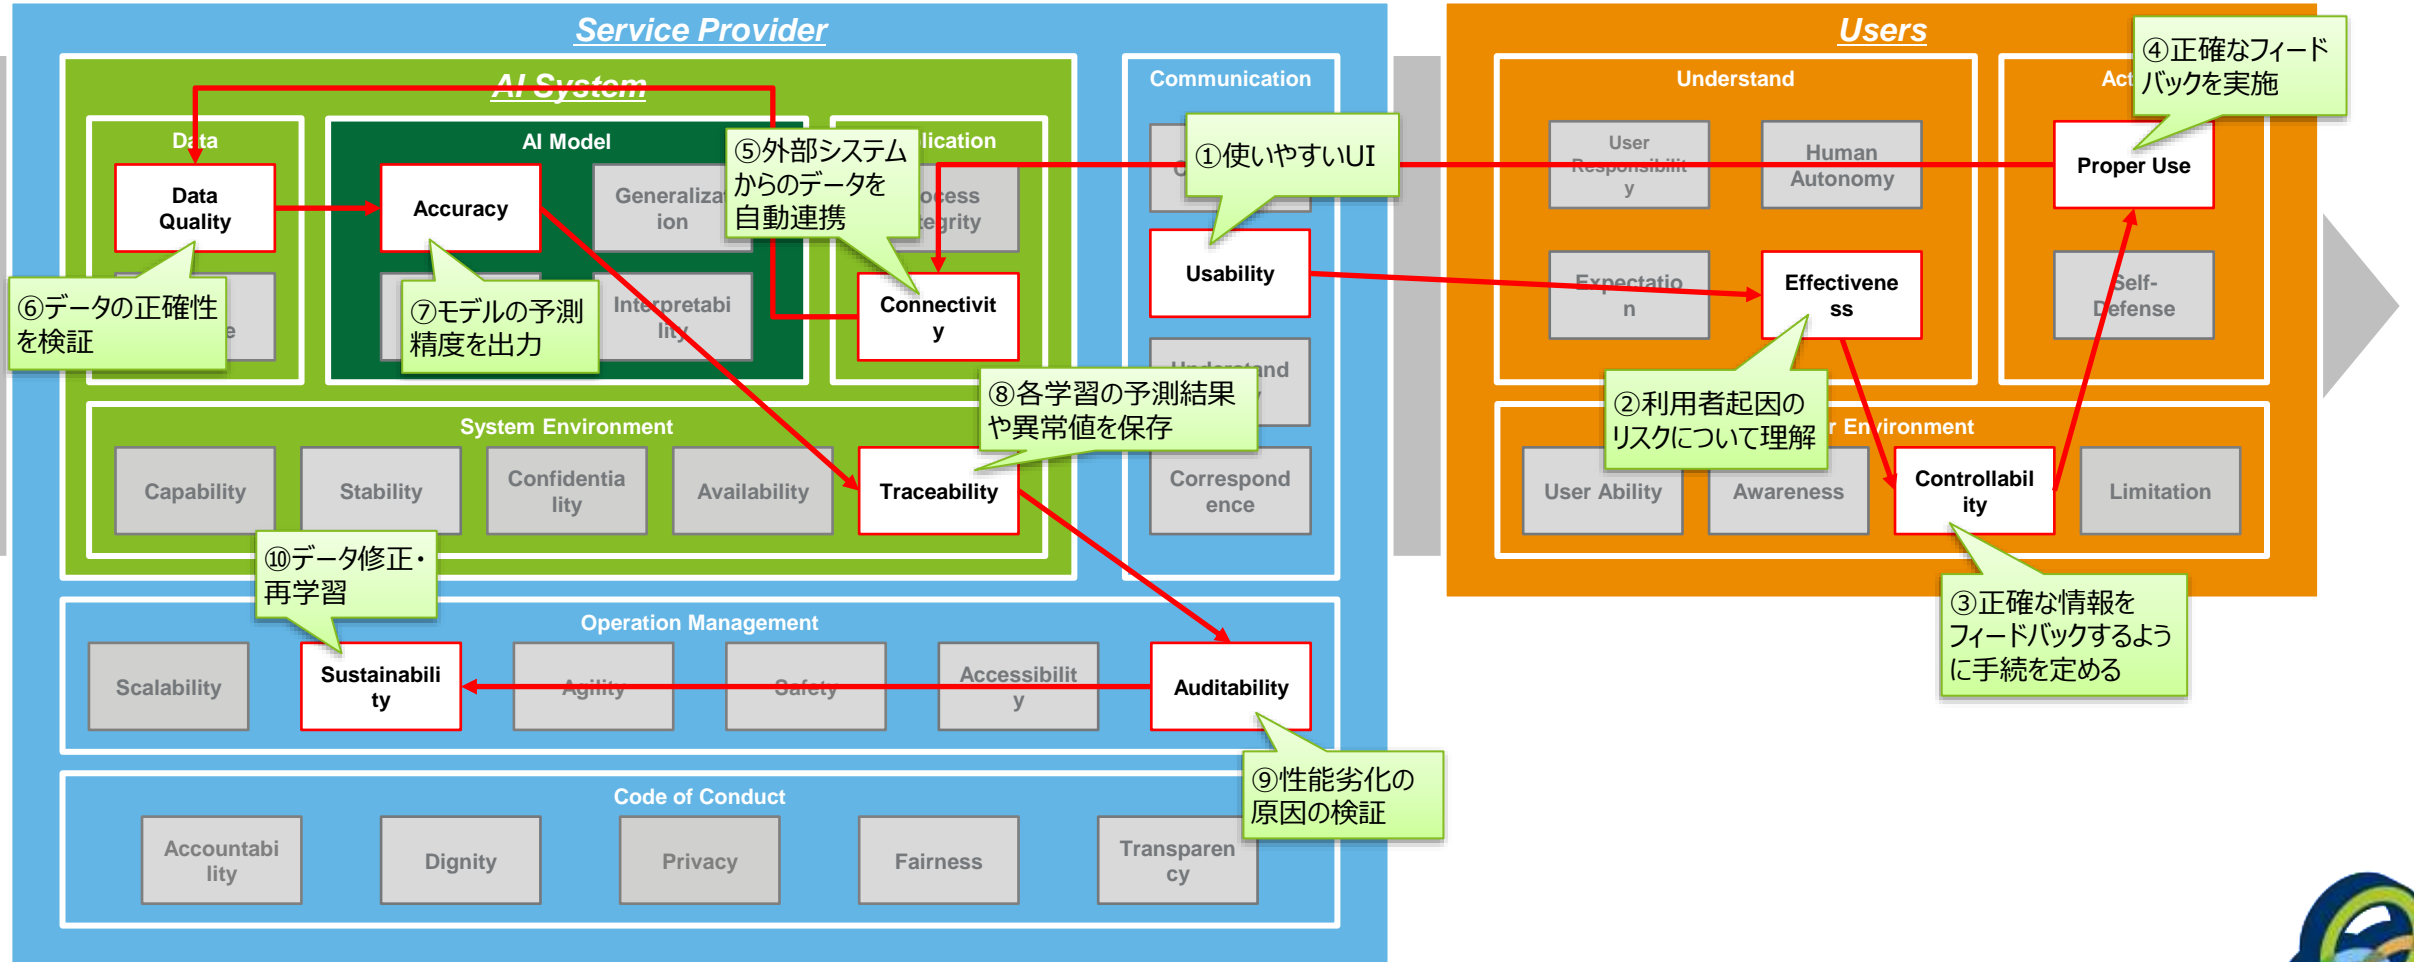 Service Provider
AI System
Data
Data
Quality
⑥データの正確性
を検証
AI Model
Accuracy
Generalizat
ion
Interpretabi
lity
⑦モデルの予測
精度を出力
⑤外部システム
からのデータを
自動連携
Connectivit
y
System Environment
Capability
Stability
Confidentia
lity
Availability
Traceability
⑧各学習の予測結果
や異常値を保存
Communication
①使いやすいUI
Usability
Correspond
ence
⑩データ修正・
再学習
Operation Management
Scalability
Sustainabili
ty
Agility
Safety
Accessibilit
y
Auditability
⑨性能劣化の
原因の検証
Code of Conduct
Accountabi
lity
Dignity
Privacy
Fairness
Transparen
cy
Users
Understand
User
Responsibilit
y
Human
Autonomy
Expectatio
n
Effectivene
ss
②利用者起因の
リスクについて理解
④正確なフィード
バックを実施
Proper Use
Self-
Defense
Environment
User Ability
Awareness
Controllabil
ity
Limitation
③正確な情報を
フィードバックするよう
に手続を定める